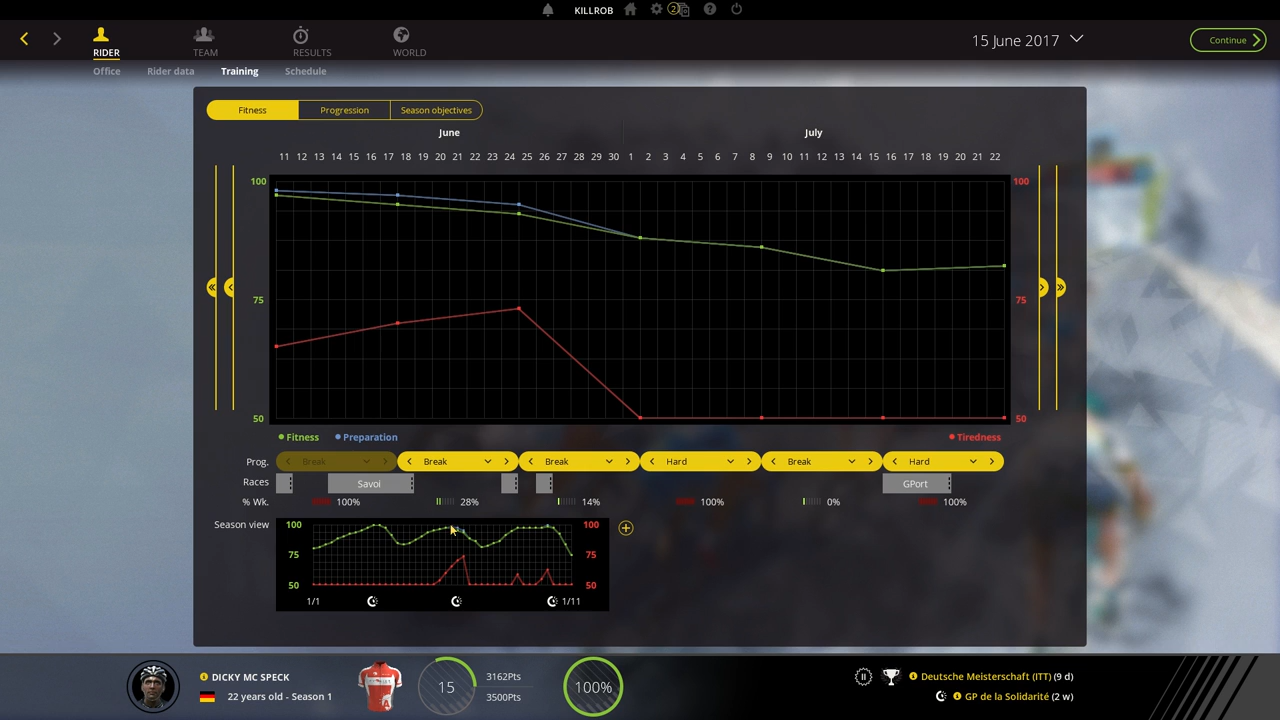 KILLROB 2
RIDER TEAM RESULTS WORLD 15 June 2017 Continue
Office Rider data Training Schedule
Fitness Progression Season objectives
June July
11 12 13 14 15 16 17 18 19 20 21 22 23 24 25 26 27 28 29 30 1 2 3 4 5 6 7 8 9 10 11 12 13 14 15 16 17 18 19 20 21 22
100 100
75 75
50 50
Fitness Preparation Tiredness
Prog. Break Break Break Hard Break Hard
Races Savoi GPort
% Wk. 100% 28% 14% 100% 0% 100%
Season view 100 100
75 75
50 50
1/1 1/11
DICKY MC SPECK
22 years old - Season 1
15
3162Pts
3500Pts
100%
Deutsche Meisterschaft (ITT) (9 d)
GP de la Solidarité (2 w)